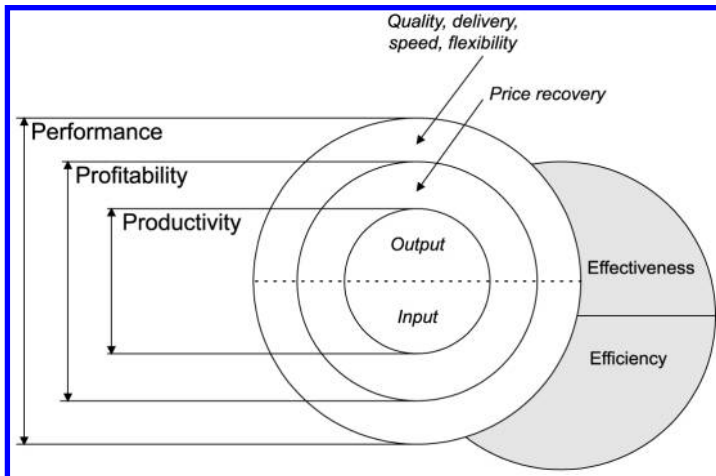 Quality, delivery,
speed, flexibility
Price recovery
Performance
Profitability
Productivity
Output
Input
Effectiveness
Efficiency